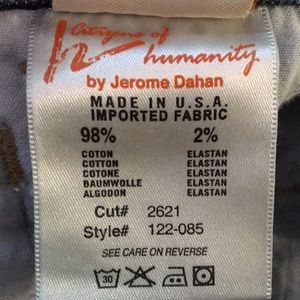 Citizens of
humanity
by Jerome Dahan
MADE IN U.S.A.
IMPORTED FABRIC
98% 2%
COTON ELASTAN
COTTON ELASTAN
COTONE ELASTAN
BAUMWOLLE ELASTAN
ALGODON ELASTAN
Cut# 2621
Style# 122-085
SEE CARE ON REVERSE
30